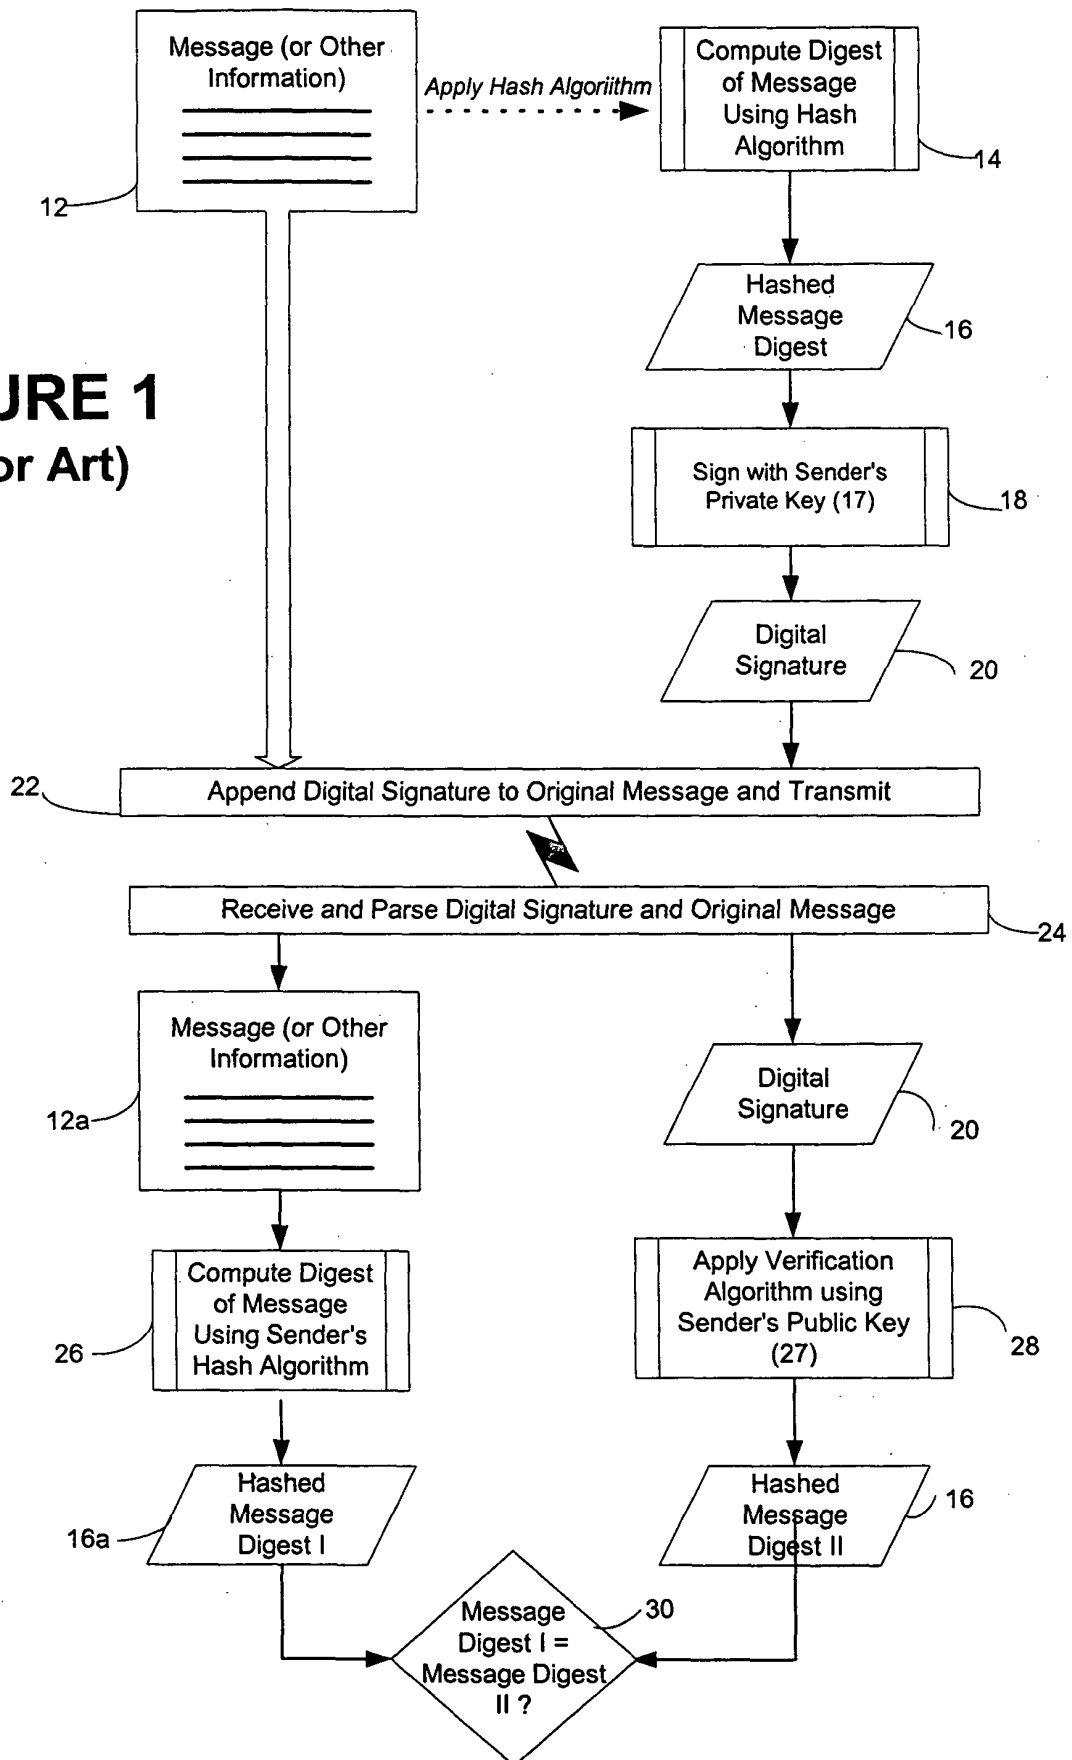 Message (or Other
Information)
Apply Hash Algoriithm
Compute Digest
of Message
Using Hash
Algorithm
14
12
Hashed
Message
Digest
16
URE 1
or Art)
Sign with Sender's
Private Key (17)
18
Digital
Signature
20
22
Append Digital Signature to Original Message and Transmit
Receive and Parse Digital Signature and Original Message
24
Message (or Other
Information)
12a
Digital
Signature
20
Compute Digest
of Message
Using Sender's
Hash Algorithm
26
Apply Verification
Algorithm using
Sender's Public Key
(27)
28
Hashed
Message
Digest I
16a
Hashed
Message
Digest II
16
Message
Digest I =
Message Digest
II ?
30